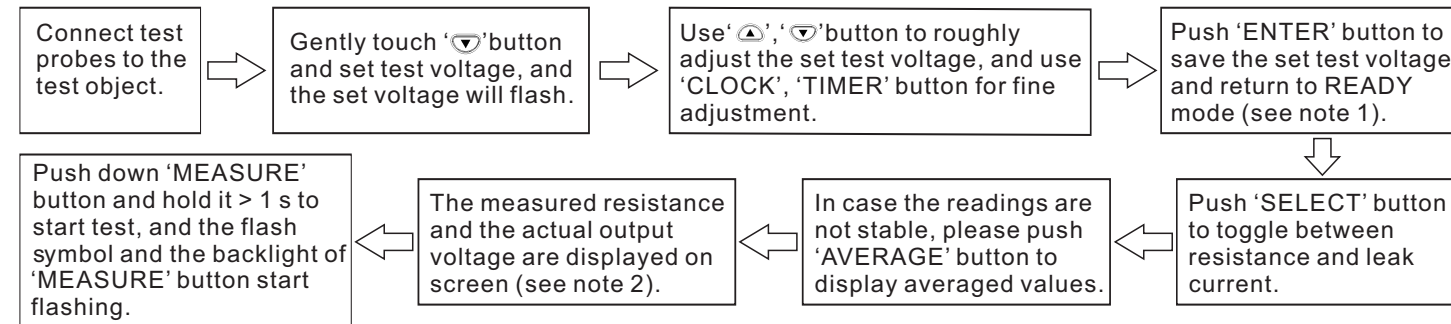 Connect test
probes to the
test object.
Gently touch ‘▼’button
and set test voltage, and
the set voltage will flash.
Use‘▲’,‘▼’button to roughly
adjust the set test voltage, and use
‘CLOCK’, ‘TIMER’ button for fine
adjustment.
Push ‘ENTER’ button to
save the set test voltage
and return to READY
mode (see note 1).
Push ‘SELECT’ button
to toggle between
resistance and leak
current.
In case the readings are
not stable, please push
‘AVERAGE’ button to
display averaged values.
The measured resistance
and the actual output
voltage are displayed on
screen (see note 2).
Push down ‘MEASURE’
button and hold it > 1 s to
start test, and the flash
symbol and the backlight of
‘MEASURE’ button start
flashing.